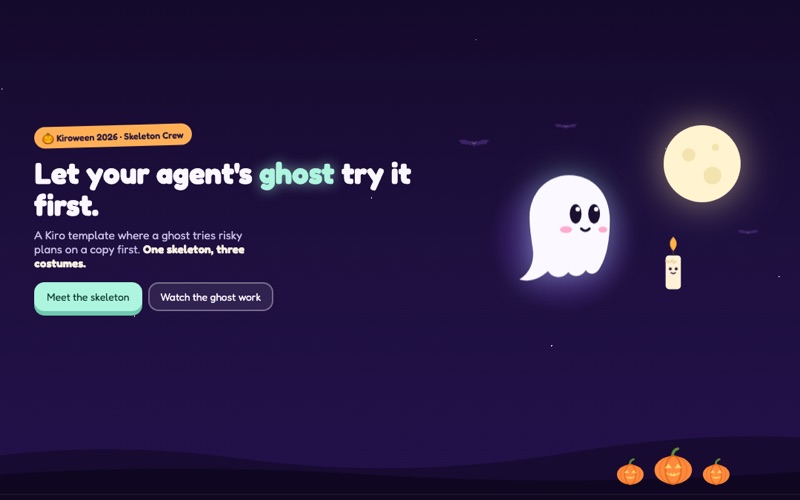 Kiroween 2026 · Skeleton Crew
Let your agent's ghost try it
first.
A Kiro template where a ghost tries risky
plans on a copy first. One skeleton, three
costumes.
Meet the skeleton
Watch the ghost work